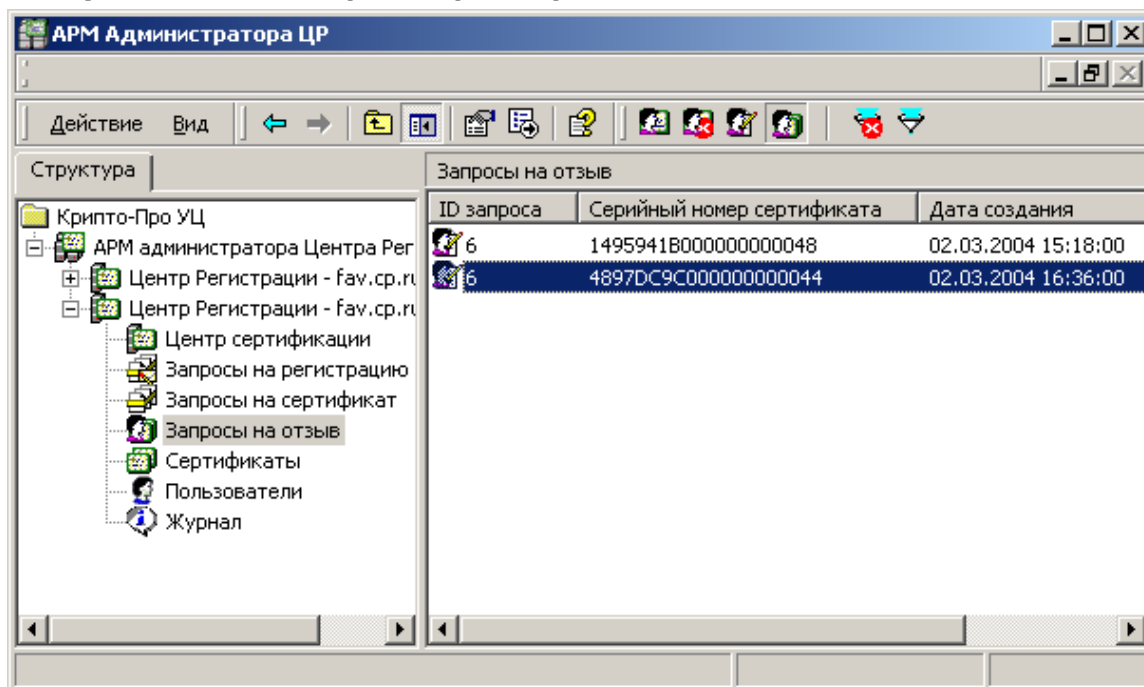 АРМ Администратора ЦР
Действие Вид
Структура
Запросы на отзыв
ID запроса Серийный номер сертификата Дата создания
6 1495941B000000000048 02.03.2004 15:18:00
6 4897DC9C000000000044 02.03.2004 16:36:00
Крипто-Про УЦ
АРМ администратора Центра Рег
Центр Регистрации - fav.cp.ru
Центр Регистрации - fav.cp.ru
Центр сертификации
Запросы на регистрацию
Запросы на сертификат
Запросы на отзыв
Сертификаты
Пользователи
Журнал